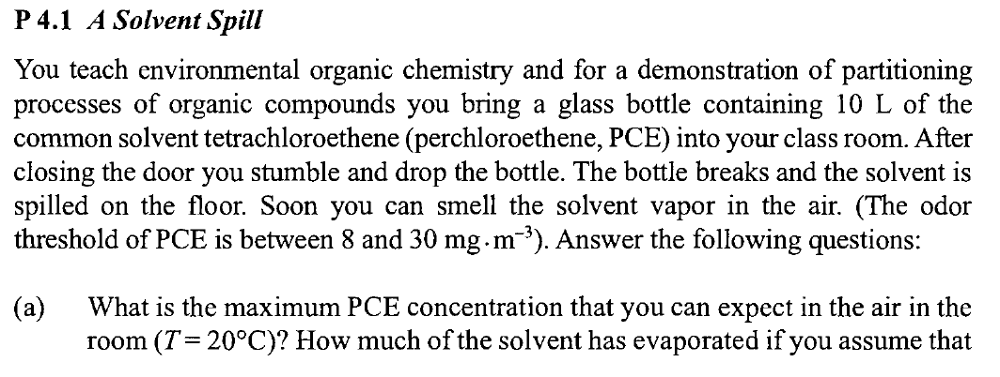 P 4.1 A Solvent Spill
You teach environmental organic chemistry and for a demonstration of partitioning
processes of organic compounds you bring a glass bottle containing 10 L of the
common solvent tetrachloroethene (perchloroethene, PCE) into your class room. After
closing the door you stumble and drop the bottle. The bottle breaks and the solvent is
spilled on the floor. Soon you can smell the solvent vapor in the air. (The odor
threshold of PCE is between 8 and 30 mg·m⁻³). Answer the following questions:
(a) What is the maximum PCE concentration that you can expect in the air in the
room (T = 20°C)? How much of the solvent has evaporated if you assume that